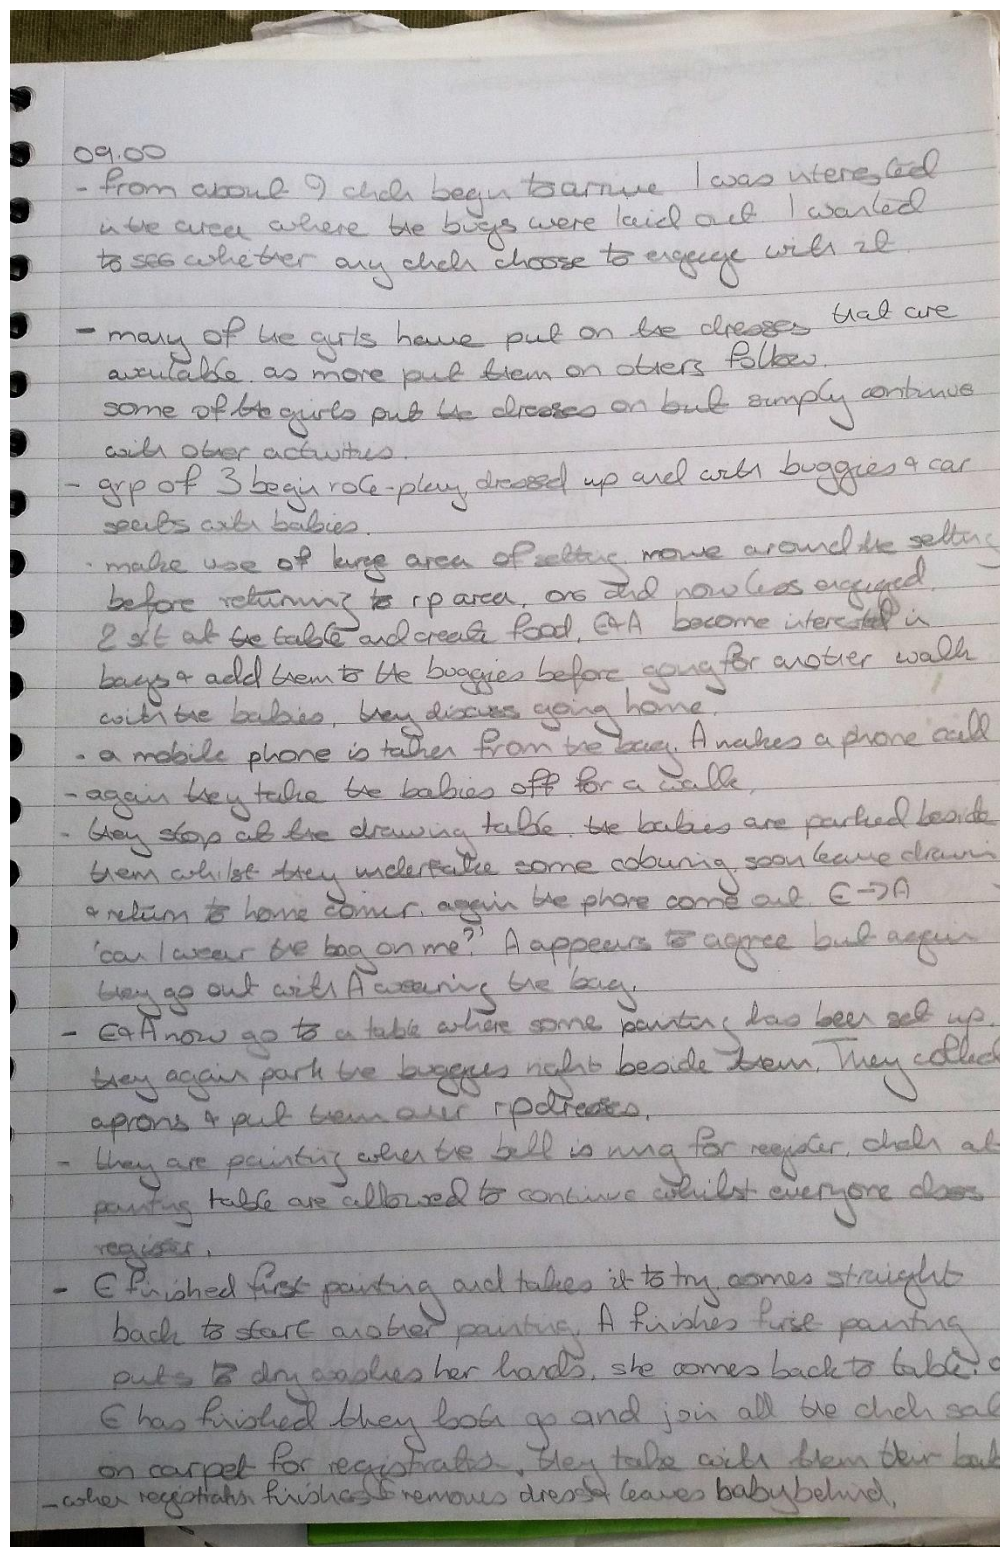 09.00
- from about 9 chdn begin to arrive I was interested
in the area where the bugs were laid out I wanted
to see whether any chdn choose to engage with it.
- many of the girls have put on the dresses that are
available. as more put them on others follow.
some of the girls put the dresses on but simply continue
with other activities.
- grp of 3 begin role-play, dressed up and with buggies & car
seats with babies.
- make use of large area of setting move around the setting
before returning to rp area, one child now less engaged.
2 sit at the table and create food, E&A become interested in
bags & add them to the buggies before going for another walk
with the babies, they discuss going home.
- a mobile phone is taken from the bag. A makes a phone call
- again they take the babies off for a walk.
- they stop at the drawing table. the babies are parked beside
them whilst they undertake some colouring soon leave drawin
& return to home corner. again the phone come out. E->A
'can I wear the bag on me?' A appears to agree but again
they go out with A wearing the bag.
- E&A now go to a table where some painting has been set up.
they again park the buggies right beside them. They collect
aprons & put them over rp dresses.
- they are painting when the bell is rung for register. chdn at
painting table are allowed to continue whilst everyone does
register.
- E finished first painting and takes it to try, comes straight
back to start another painting. A finishes first painting
puts to dry washes her hands. she comes back to table.
E has finished they both go and join all the chdn sat
on carpet for registration. they take with them their bab
- when registration finishes removes dress & leaves baby behind.